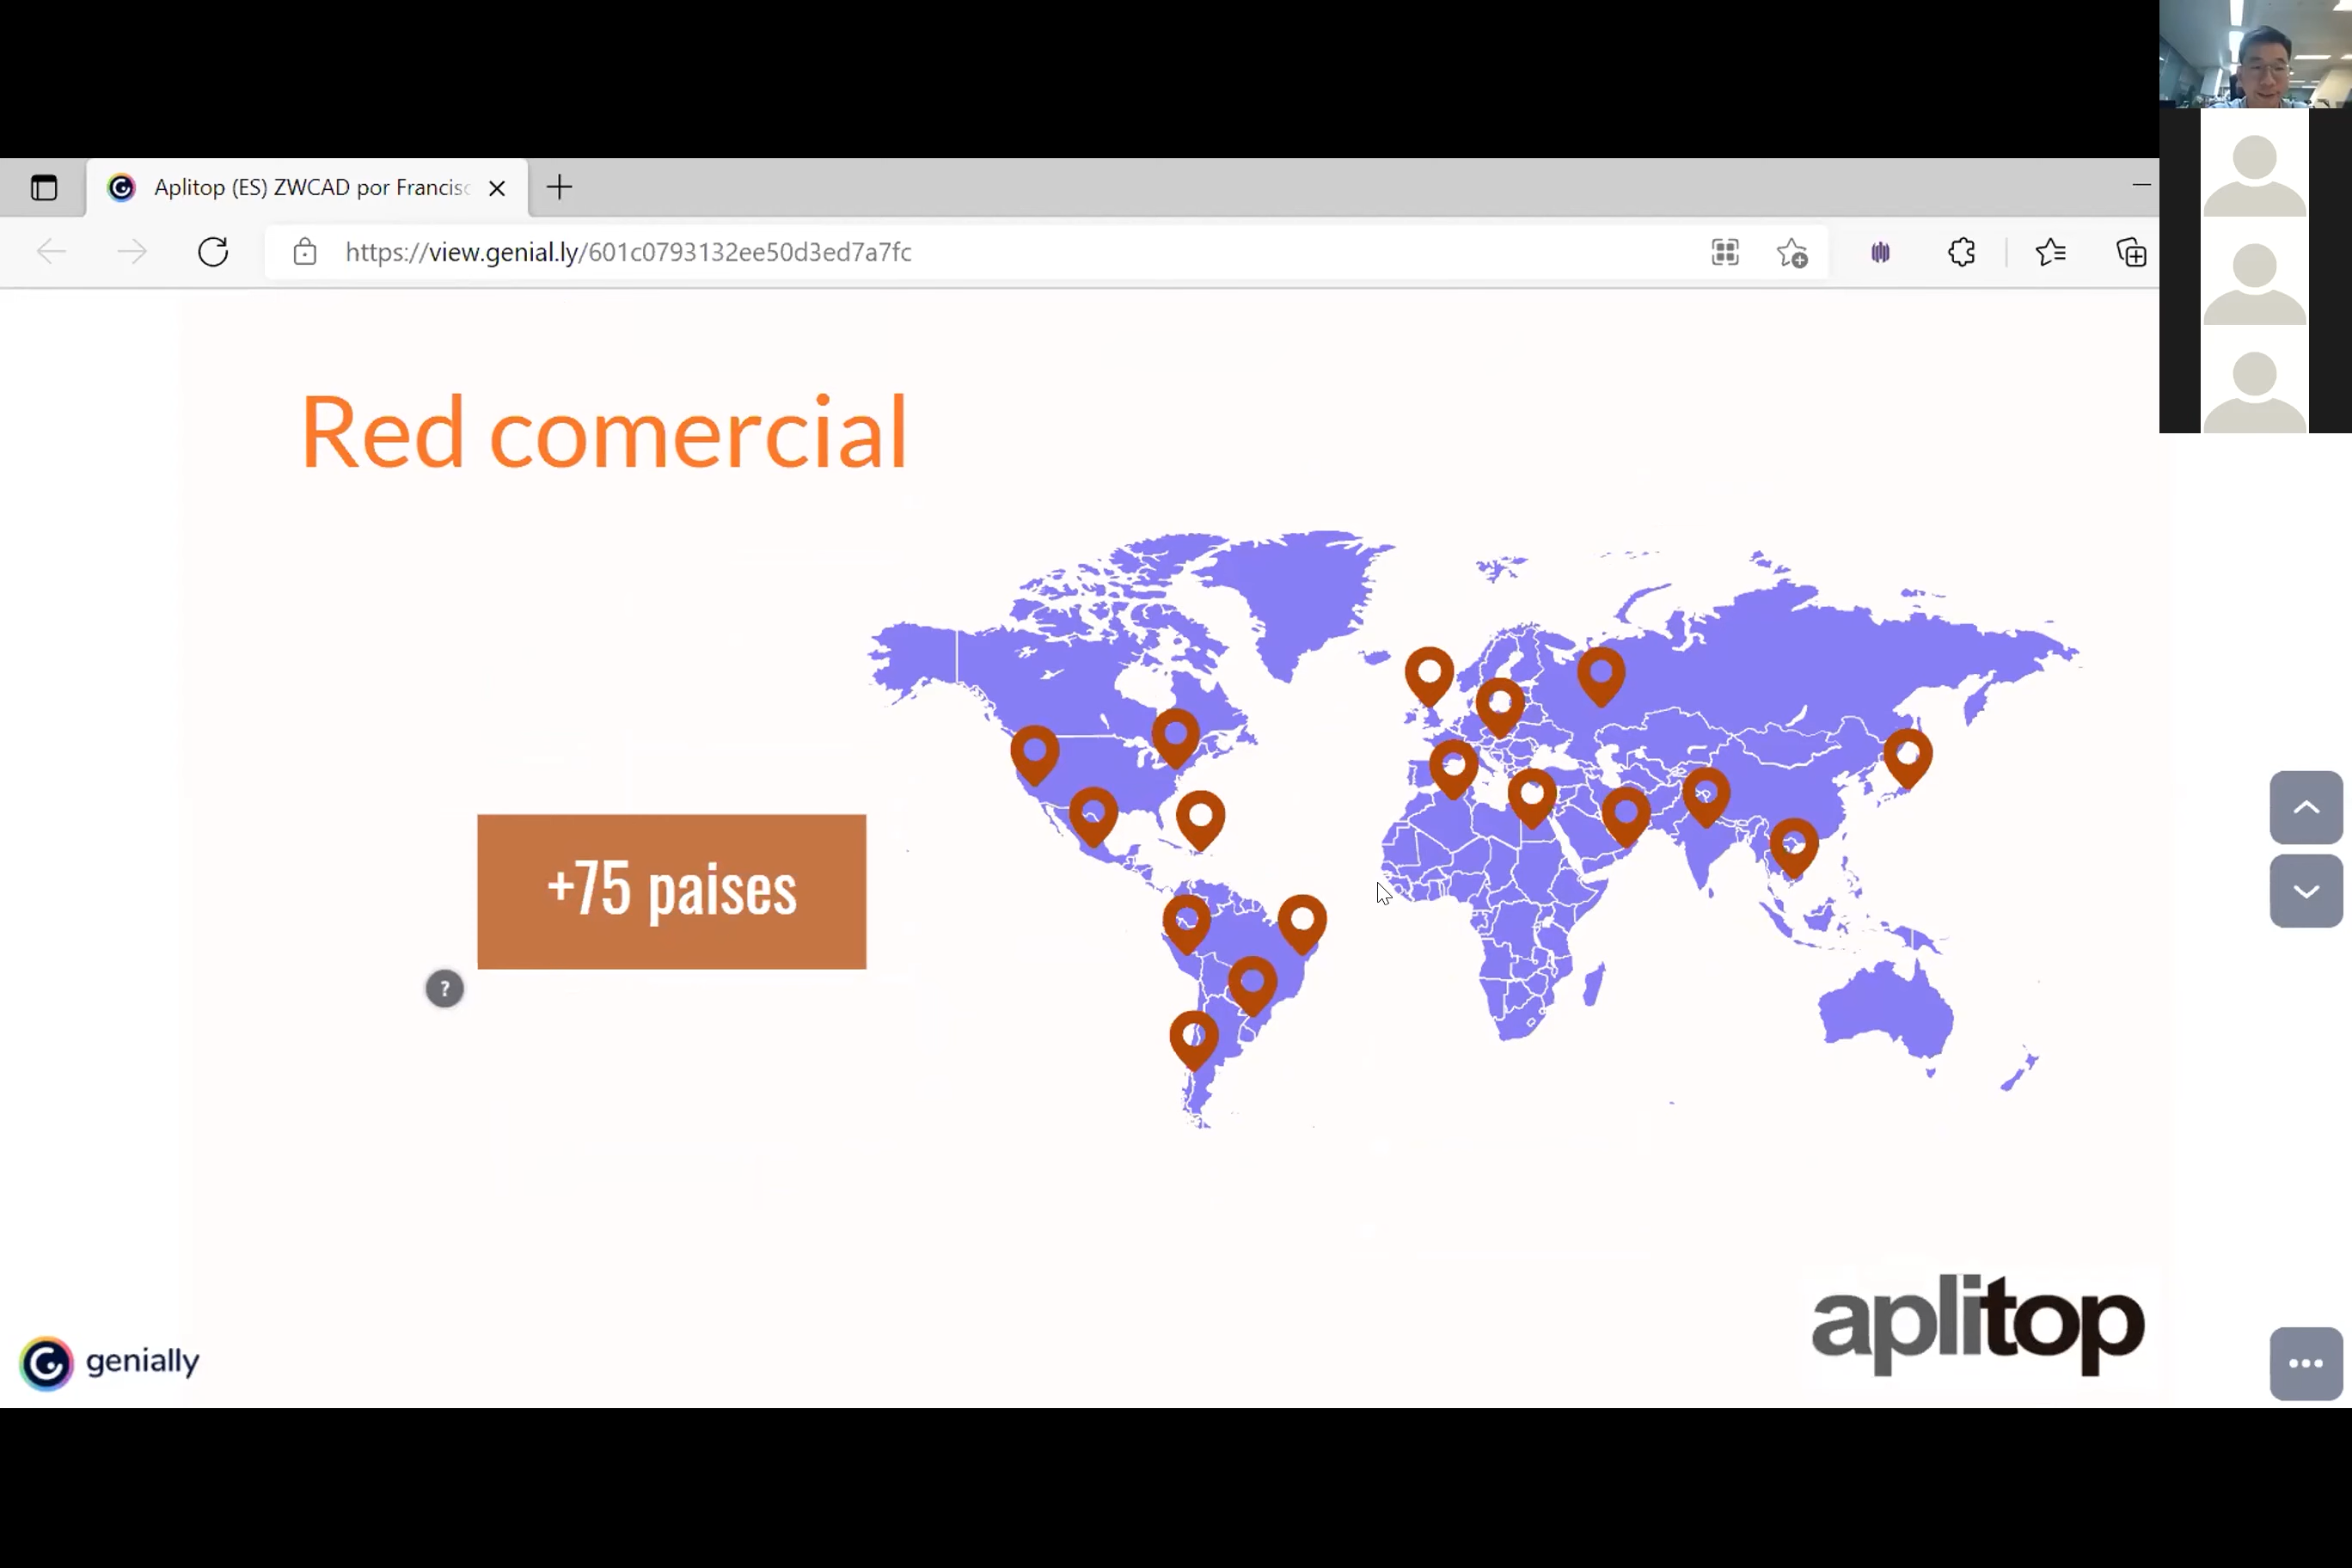 Aplitop (ES) ZWCAD por Francisc
https://view.genial.ly/601c0793132ee50d3ed7a7fc
Red comercial
+75 paises
?
genially
aplitop